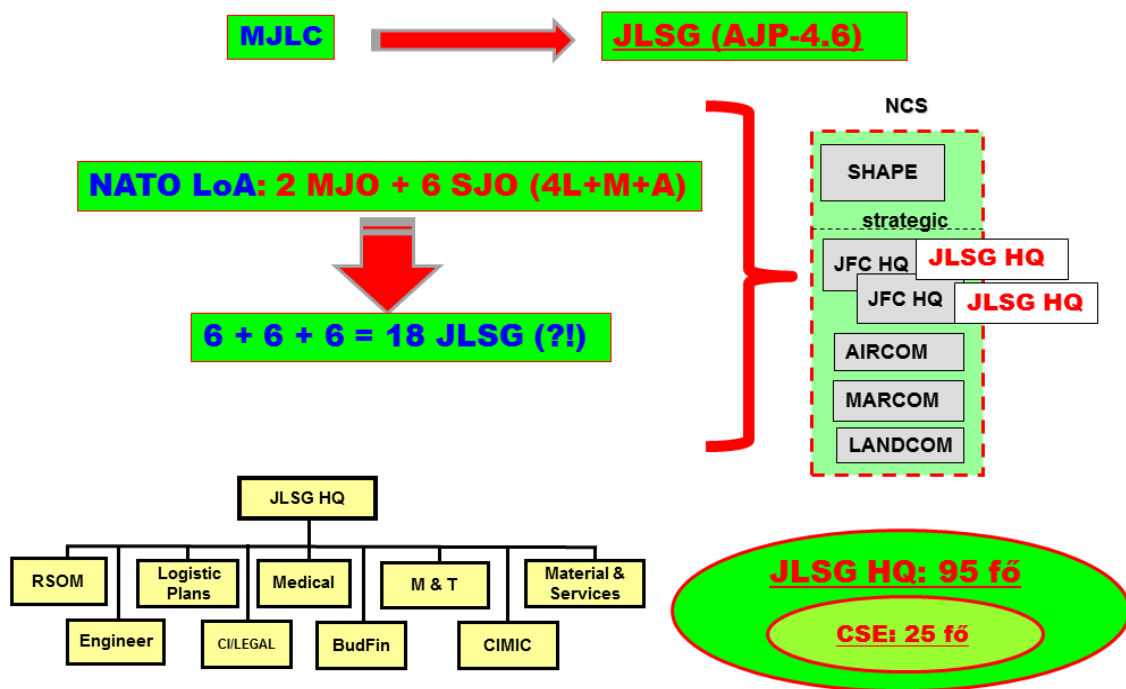 MJLC
JLSG (AJP-4.6)
NCS
SHAPE
strategic
NATO LoA: 2 MJO + 6 SJO (4L+M+A)
JFC HQ
JLSG HQ
JFC HQ
JLSG HQ
6 + 6 + 6 = 18 JLSG (?!)
AIRCOM
MARCOM
LANDCOM
JLSG HQ
RSOM
Logistic
Plans
Medical
M & T
Material &
Services
Engineer
CI/LEGAL
BudFin
CIMIC
JLSG HQ: 95 fő
CSE: 25 fő